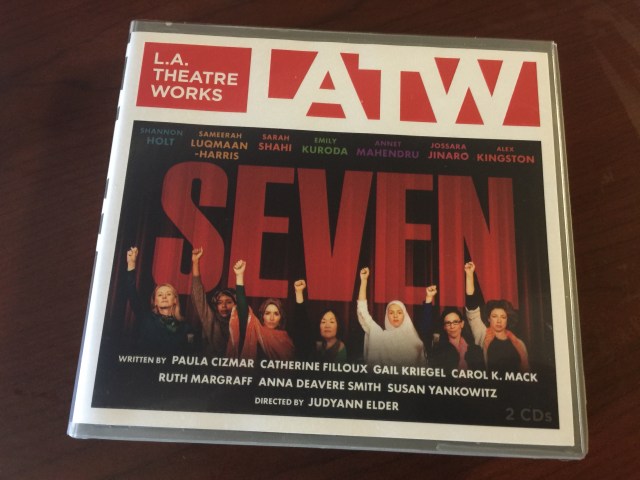 L.A.
THEATRE
WORKS
LATW
SHANNON
HOLT
SAMEERAH
LUQMAAN
-HARRIS
SARAH
SHAHI
EMILY
KURODA
ANNET
MAHENDRU
JOSSARA
JINARO
ALEX
KINGSTON
SEVEN
WRITTEN BY PAULA CIZMAR CATHERINE FILLOUX GAIL KRIEGEL CAROL K. MACK
RUTH MARGRAFF ANNA DEAVERE SMITH SUSAN YANKOWITZ
DIRECTED BY JUDYANN ELDER
2 CDs